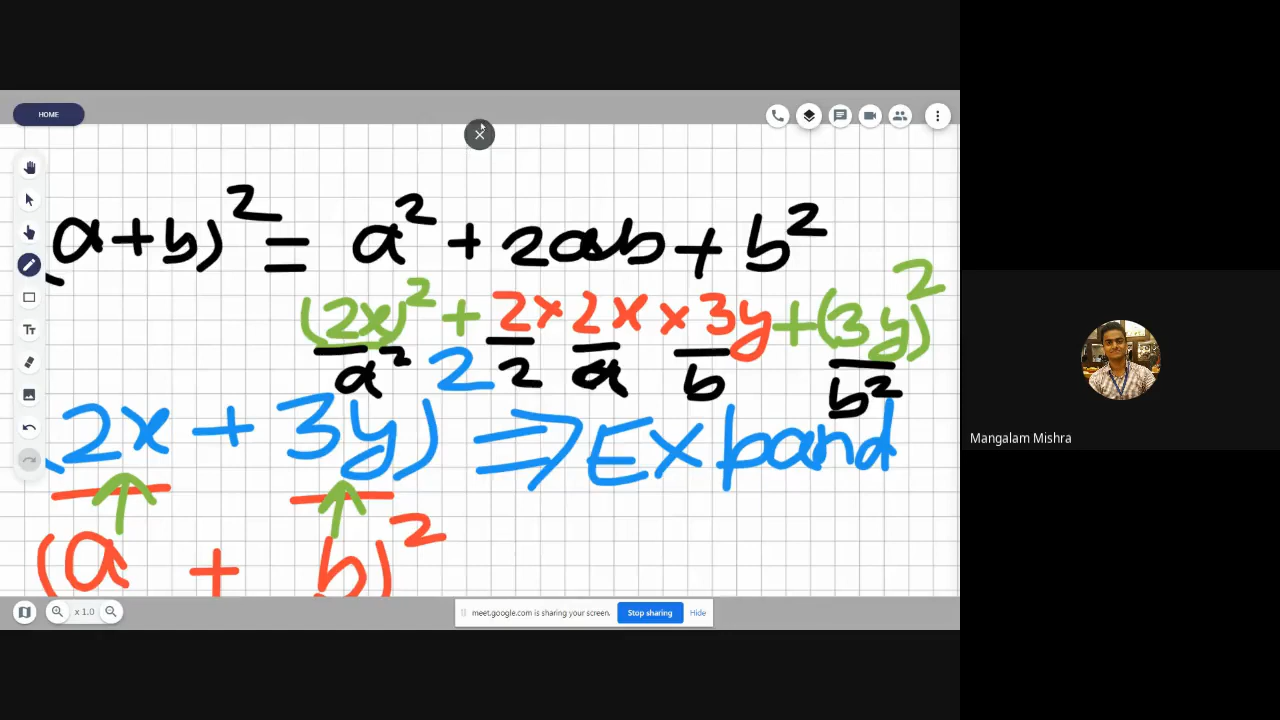 HOME
a+b)² = a² + 2ab + b²
(2x)² + 2 x 2x x 3y + (3y)²
a² 2 a b b²
2x + 3y)² ⇒ Expand
(a + b)²
x 1.0
meet.google.com is sharing your screen.
Stop sharing
Hide
Mangalam Mishra